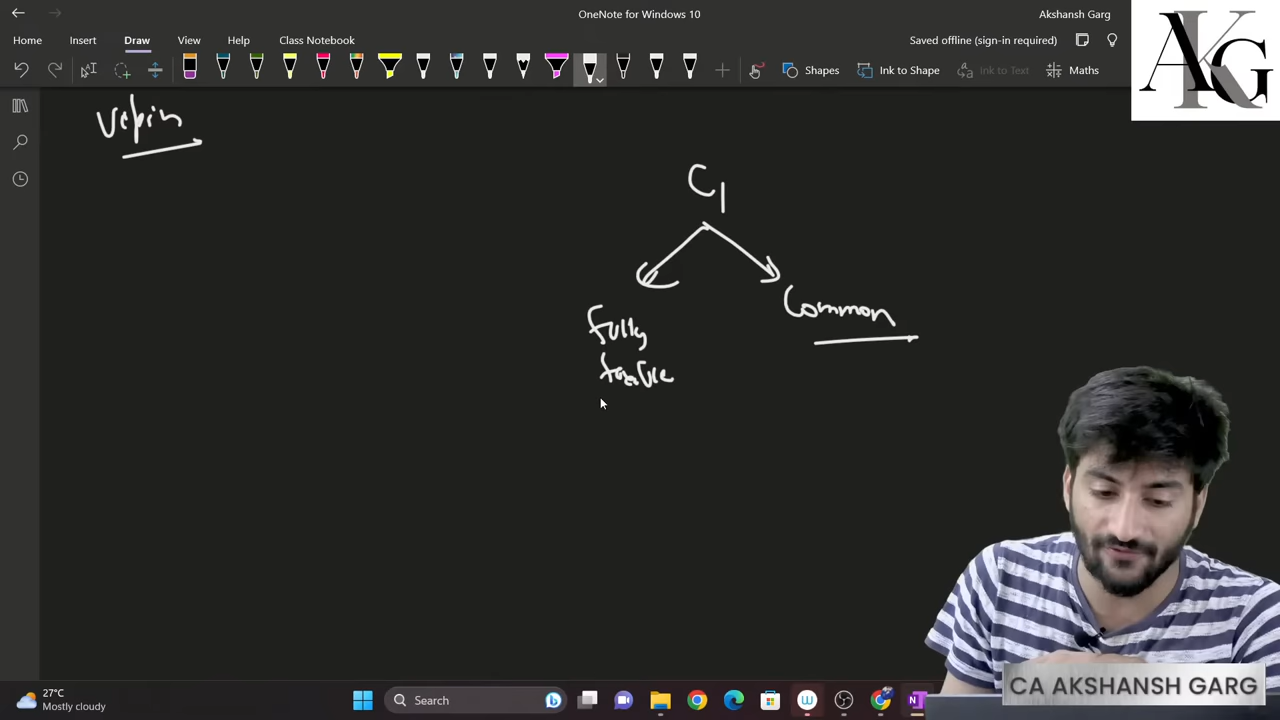 OneNote for Windows 10
Akshansh Garg
Home Insert Draw View Help Class Notebook
Saved offline (sign-in required)
Shapes Ink to Shape Ink to Text Maths
AKG
Vipin
C1
fully
taxable
Common
CA AKSHANSH GARG
27°C
Mostly cloudy
Search